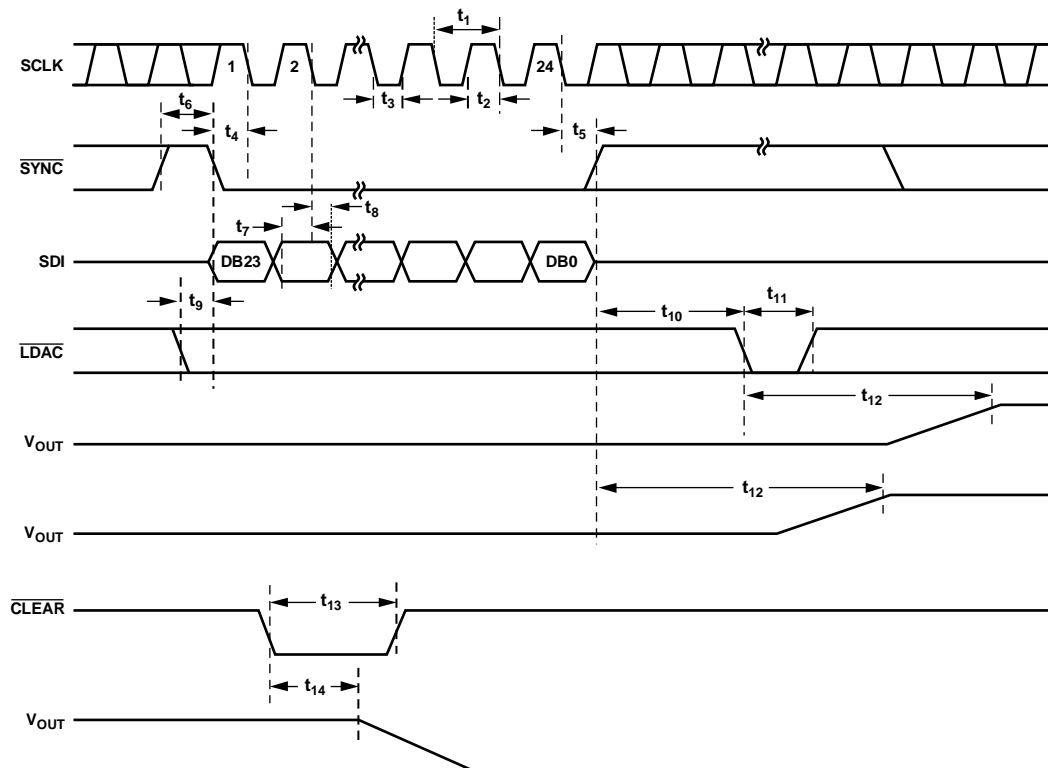 t1
SCLK
1
2
24
t3
t2
t6
t4
t5
SYNC
t8
t7
SDI
DB23
DB0
t9
t10
t11
LDAC
t12
VOUT
t12
VOUT
CLEAR
t13
t14
VOUT